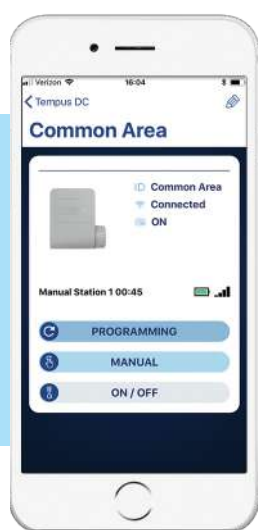 Verizon 16:04
Tempus DC
Common Area
ID Common Area
Connected
ON
Manual Station 1 00:45
PROGRAMMING
MANUAL
ON / OFF